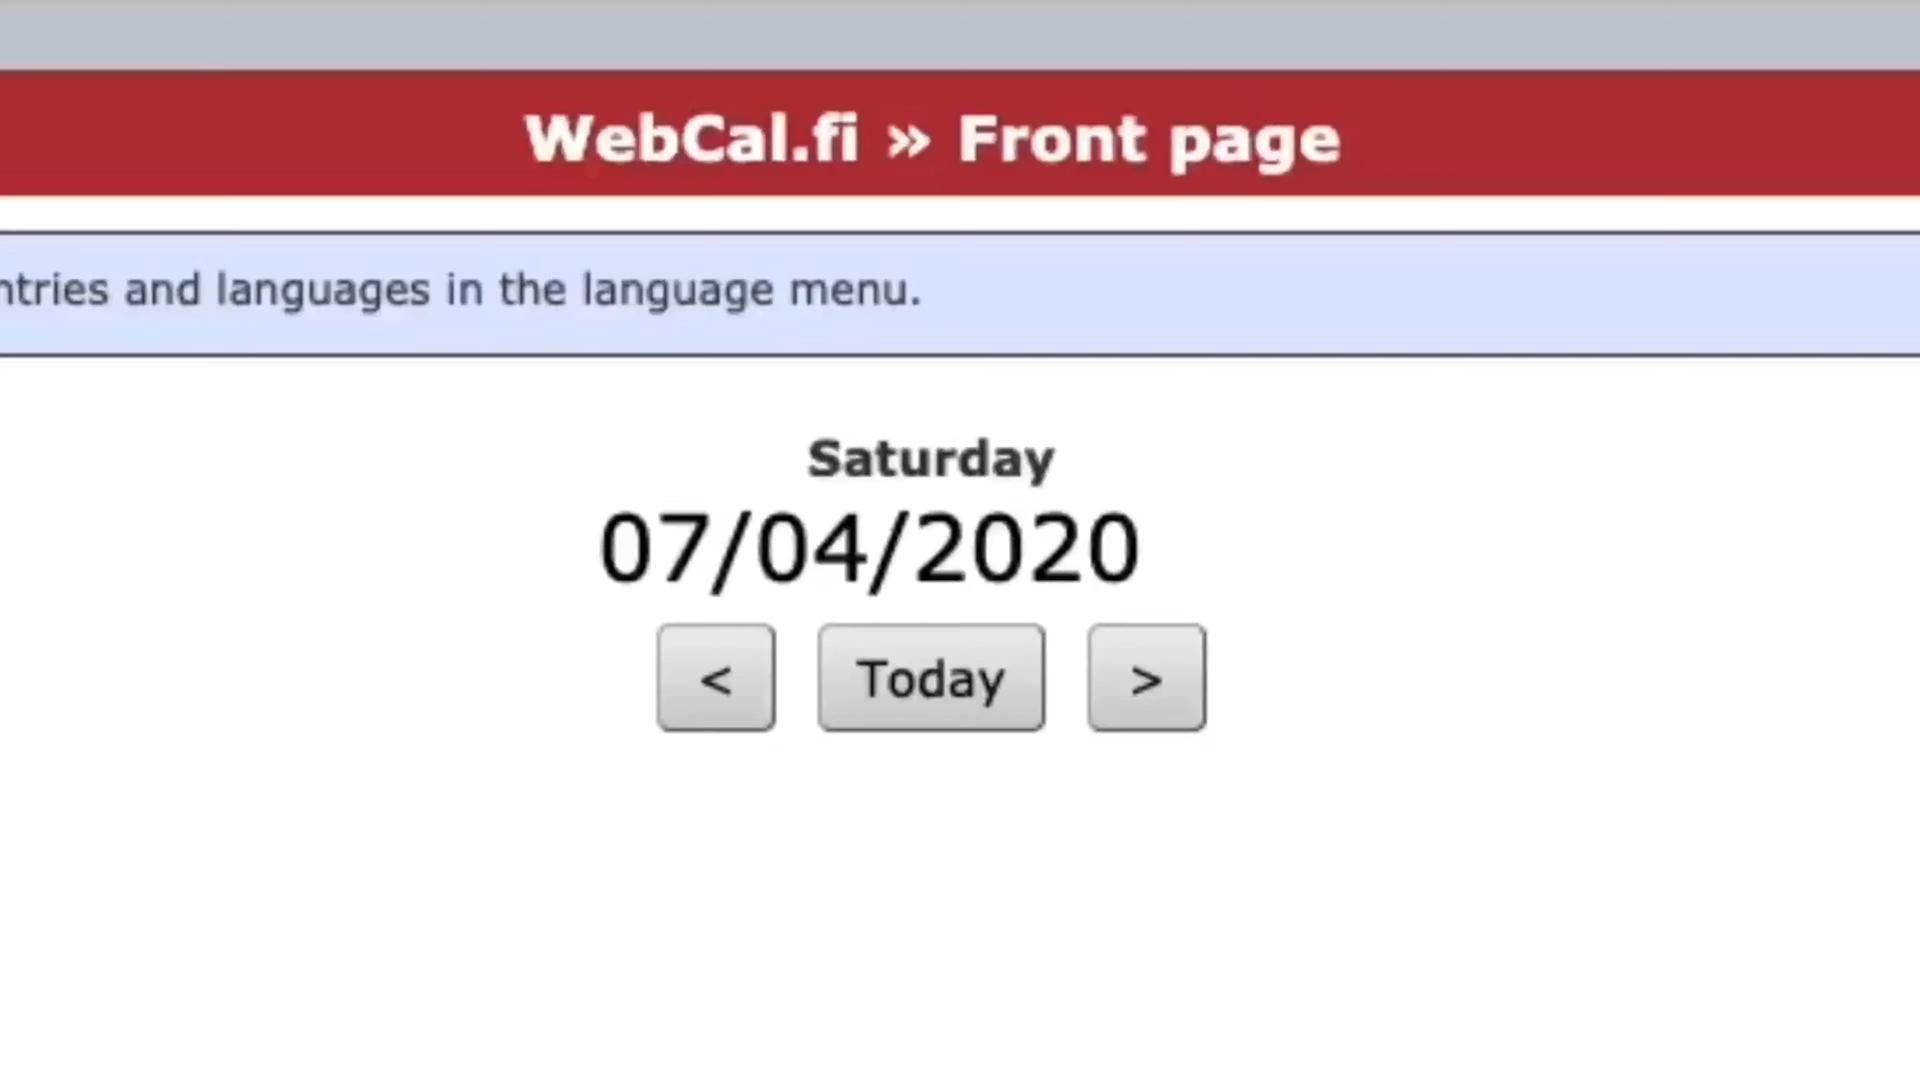 WebCal.fi » Front page
ntries and languages in the language menu.
Saturday
07/04/2020
< Today >